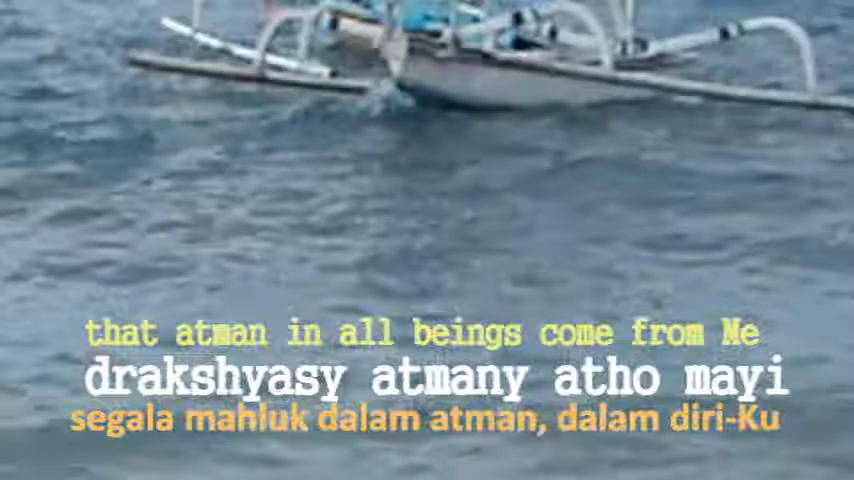 that atman in all beings come from Me
drakshyasy atmany atho mayi
segala mahluk dalam atman, dalam diri-Ku